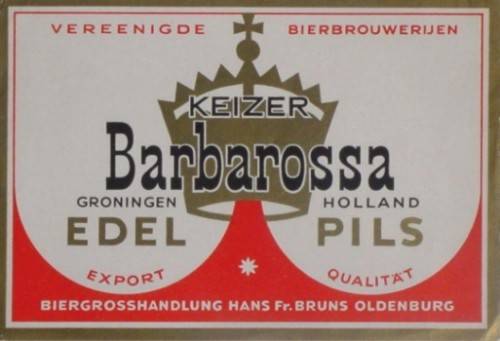 VEREENIGDE BIERBROUWERIJEN
KEIZER
Barbarossa
GRONINGEN HOLLAND
EDEL PILS
EXPORT QUALITÄT
BIERGROSSHANDLUNG HANS Fr. BRUNS OLDENBURG